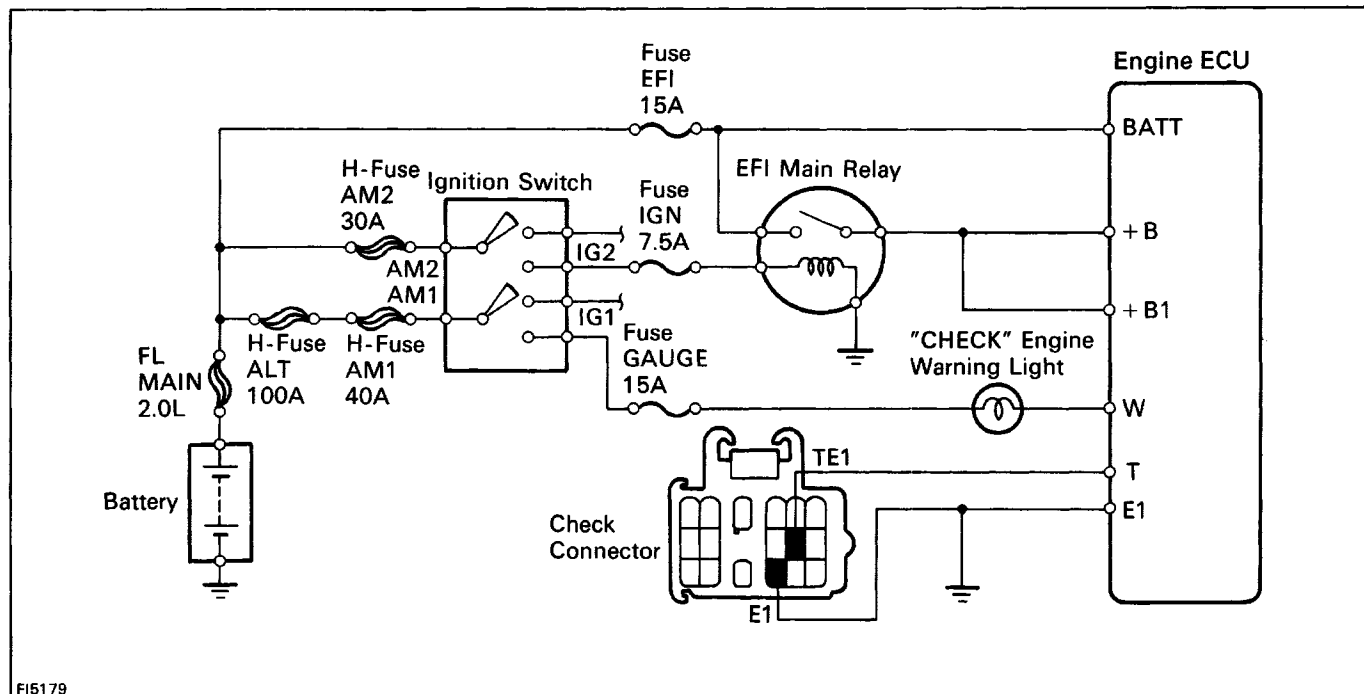 Fuse
EFI
15A
Engine ECU
BATT
H-Fuse
AM2
30A
Ignition Switch
Fuse
IGN
7.5A
EFI Main Relay
+B
IG2
AM2
AM1
IG1
+B1
FL
MAIN
2.0L
H-Fuse
ALT
100A
H-Fuse
AM1
40A
Fuse
GAUGE
15A
"CHECK" Engine
Warning Light
W
TE1
T
Battery
Check
Connector
E1
E1
FI5179